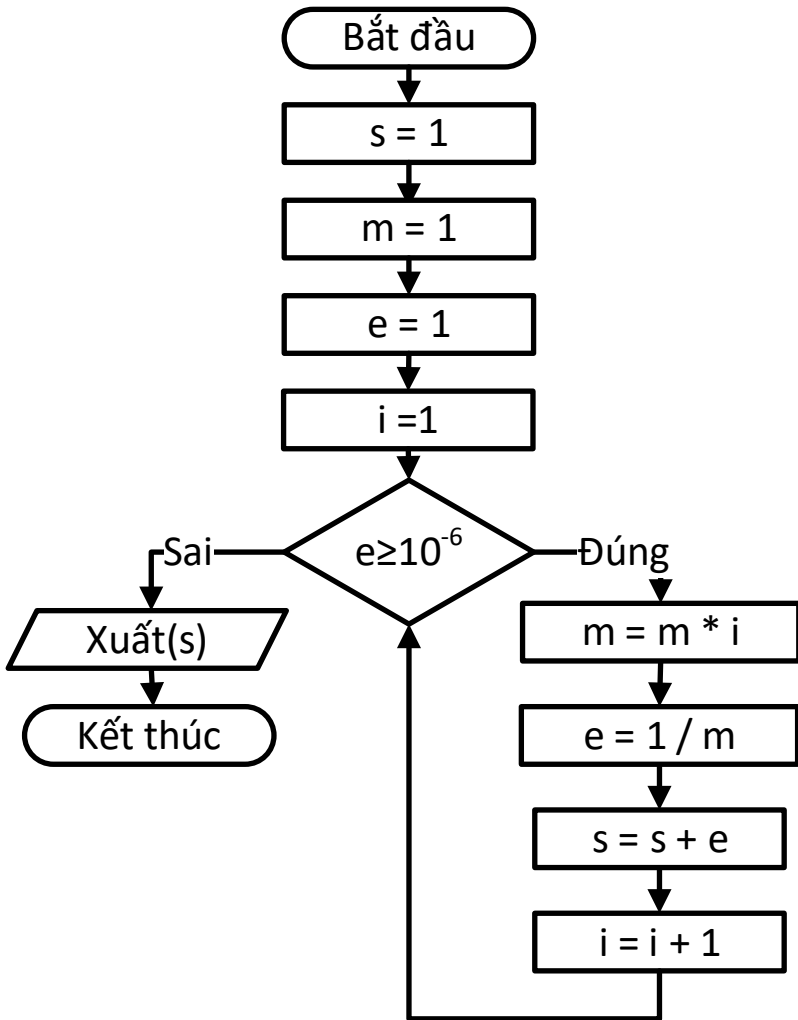 Bắt đầu
s = 1
m = 1
e = 1
i =1
e≥10⁻⁶
Sai
Đúng
Xuất(s)
Kết thúc
m = m * i
e = 1 / m
s = s + e
i = i + 1